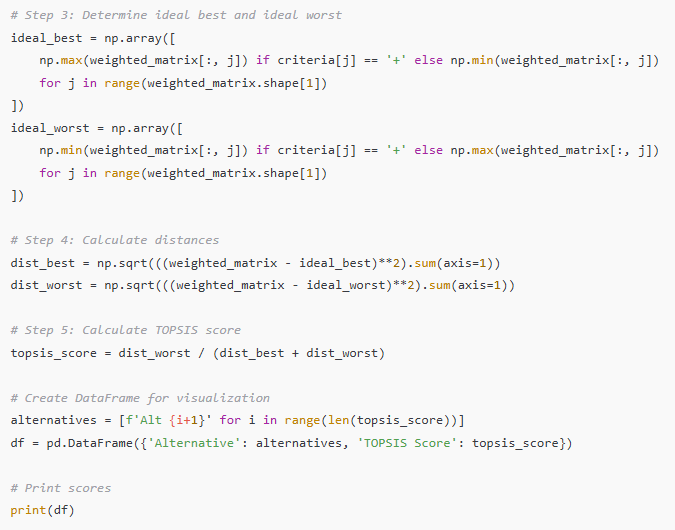 # Step 3: Determine ideal best and ideal worst
ideal_best = np.array([
    np.max(weighted_matrix[:, j]) if criteria[j] == '+' else np.min(weighted_matrix[:, j])
    for j in range(weighted_matrix.shape[1])
])
ideal_worst = np.array([
    np.min(weighted_matrix[:, j]) if criteria[j] == '+' else np.max(weighted_matrix[:, j])
    for j in range(weighted_matrix.shape[1])
])

# Step 4: Calculate distances
dist_best = np.sqrt(((weighted_matrix - ideal_best)**2).sum(axis=1))
dist_worst = np.sqrt(((weighted_matrix - ideal_worst)**2).sum(axis=1))

# Step 5: Calculate TOPSIS score
topsis_score = dist_worst / (dist_best + dist_worst)

# Create DataFrame for visualization
alternatives = [f'Alt {i+1}' for i in range(len(topsis_score))]
df = pd.DataFrame({'Alternative': alternatives, 'TOPSIS Score': topsis_score})

# Print scores
print(df)